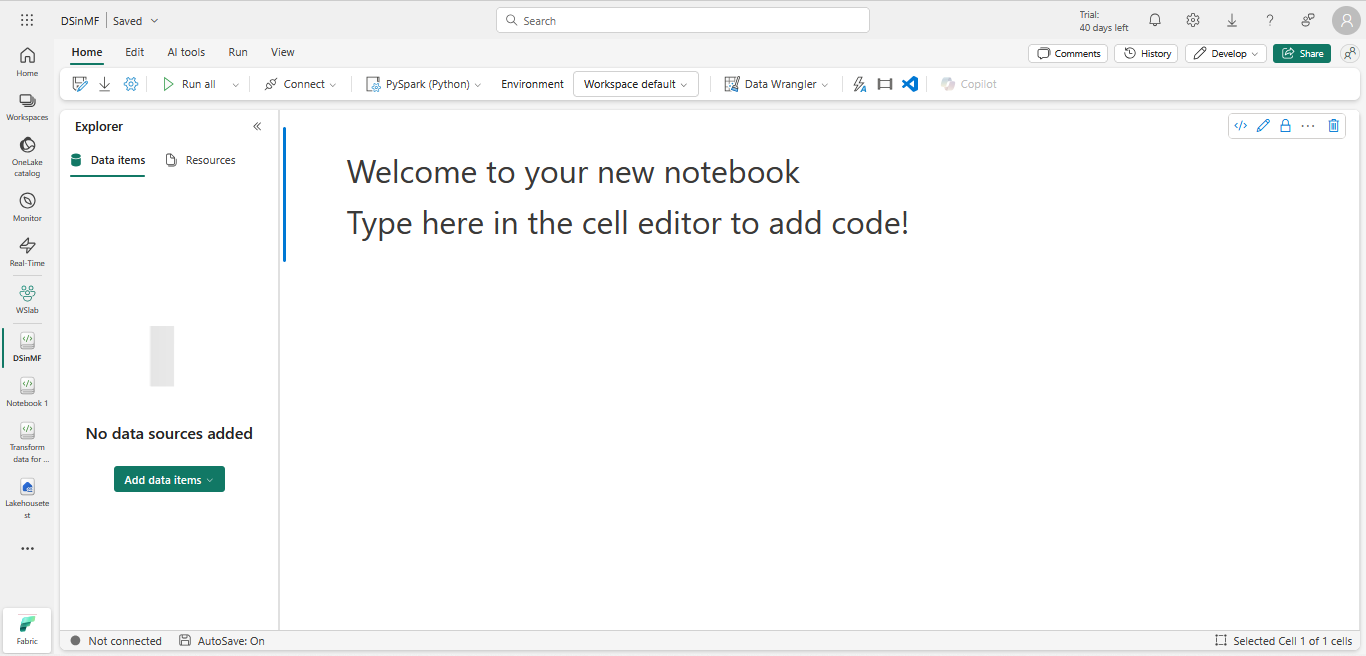 DSinMF | Saved
Search
Trial:
40 days left
Home
Workspaces
OneLake
catalog
Monitor
Real-Time
WSlab
DSinMF
Notebook 1
Transform
data for ...
Lakehousete
st
Fabric
Home Edit AI tools Run View
Comments History Develop Share
Run all Connect PySpark (Python) Environment Workspace default Data Wrangler Copilot
Explorer
Data items Resources
No data sources added
Add data items
Welcome to your new notebook
Type here in the cell editor to add code!
Not connected AutoSave: On
Selected Cell 1 of 1 cells